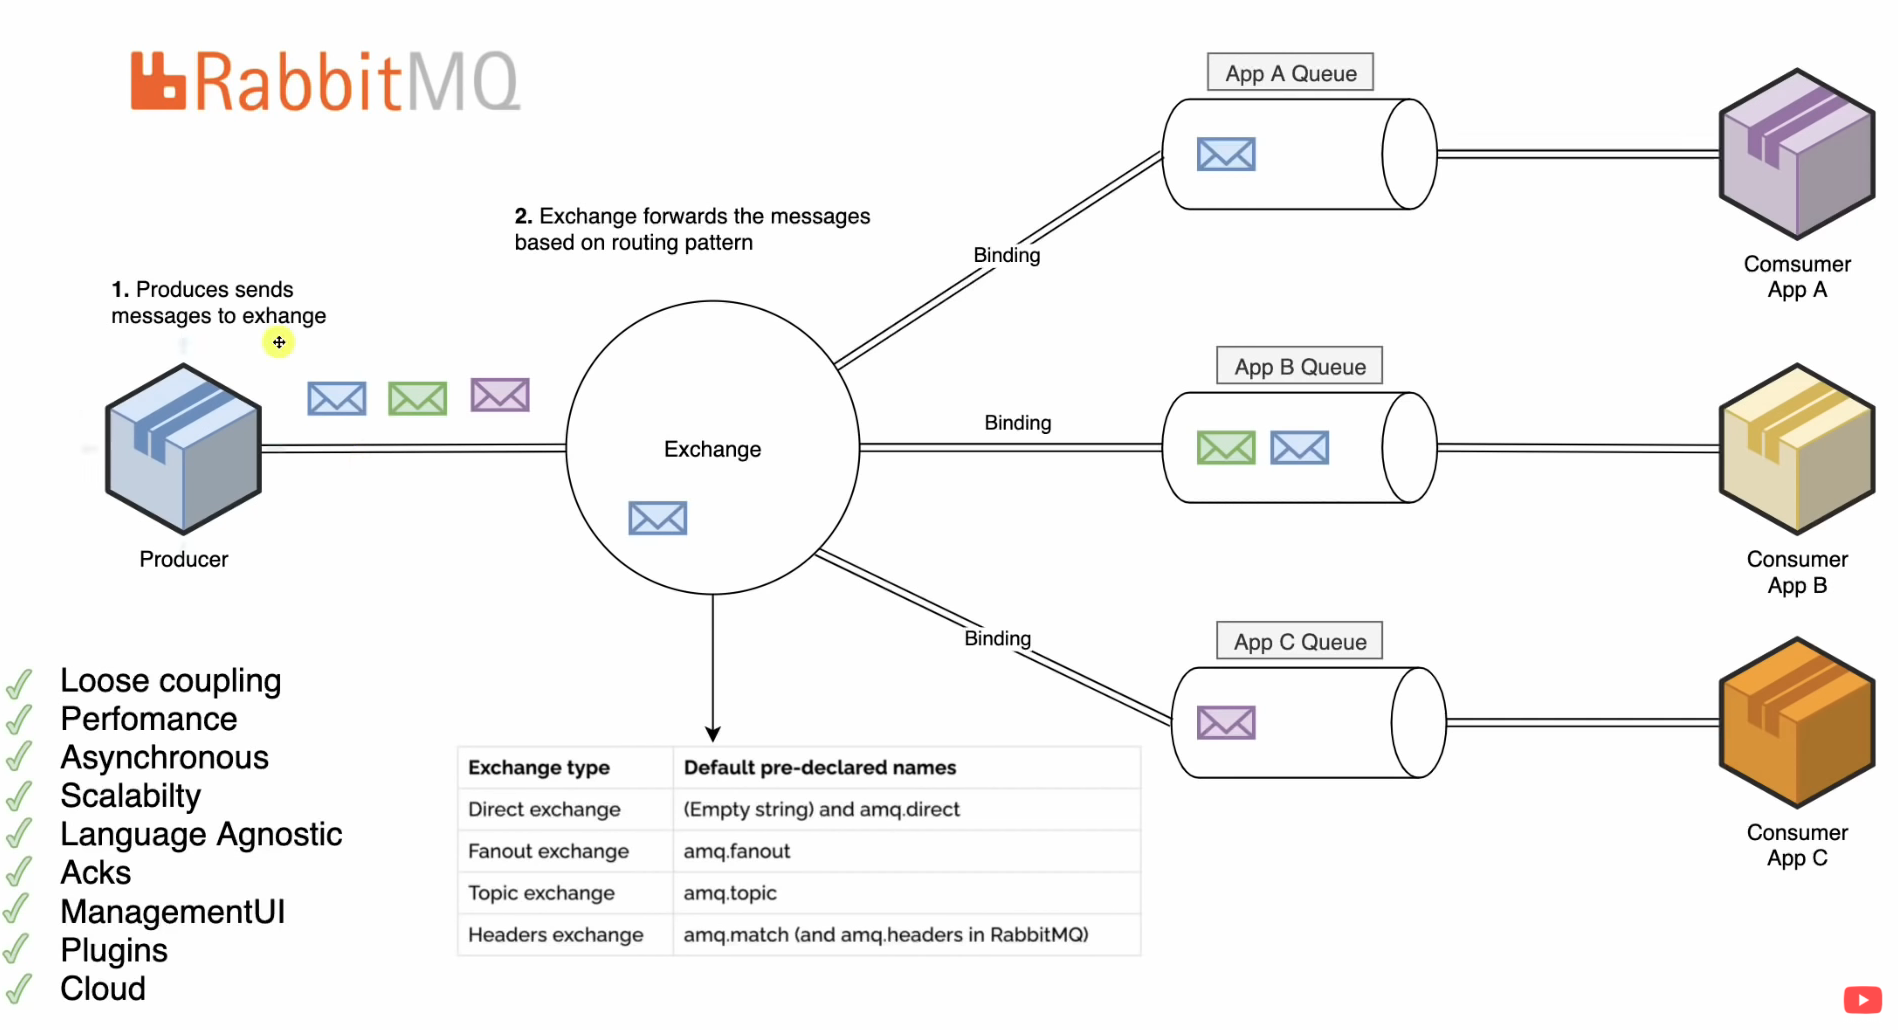 RabbitMQ
App A Queue
2. Exchange forwards the messages
based on routing pattern
Binding
Comsumer
App A
1. Produces sends
messages to exhange
App B Queue
Binding
Exchange
Producer
Consumer
App B
Binding
App C Queue
Loose coupling
Perfomance
Asynchronous
Scalabilty
Language Agnostic
Acks
ManagementUI
Plugins
Cloud
Exchange type Default pre-declared names
Direct exchange (Empty string) and amq.direct
Fanout exchange amq.fanout
Topic exchange amq.topic
Headers exchange amq.match (and amq.headers in RabbitMQ)
Consumer
App C